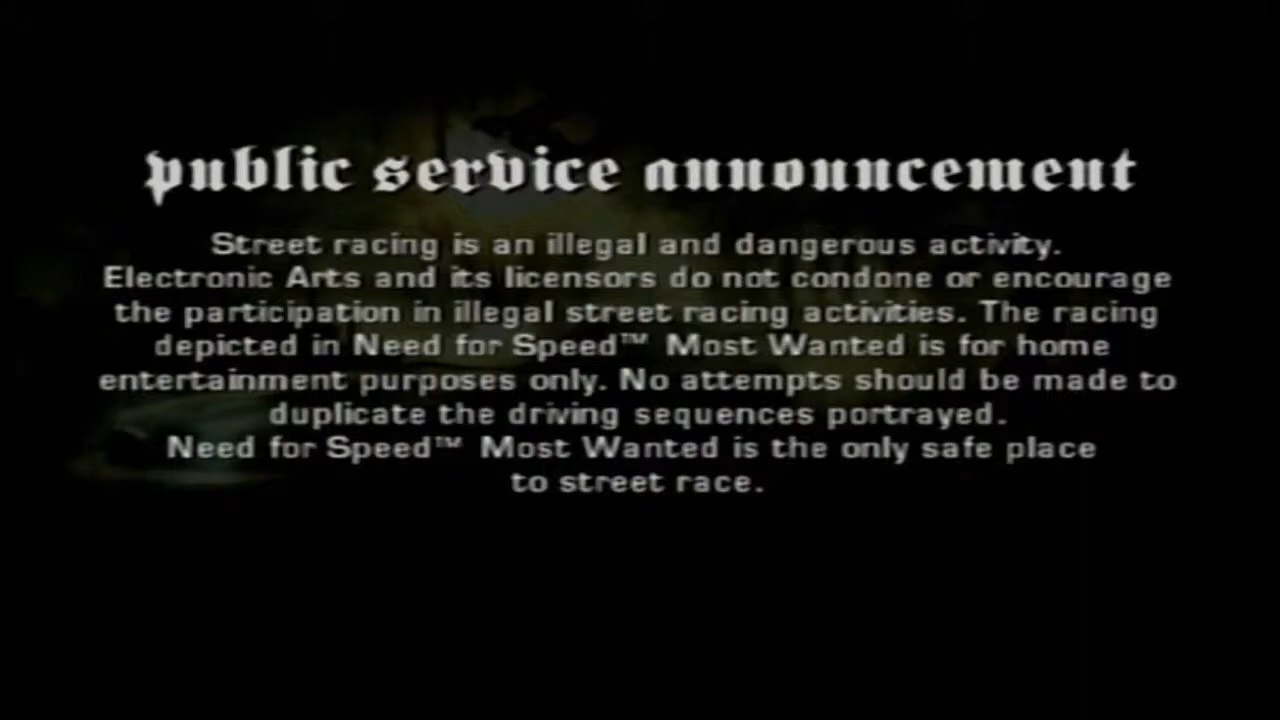 public service announcement
Street racing is an illegal and dangerous activity.
Electronic Arts and its licensors do not condone or encourage
the participation in illegal street racing activities. The racing
depicted in Need for Speed™ Most Wanted is for home
entertainment purposes only. No attempts should be made to
duplicate the driving sequences portrayed.
Need for Speed™ Most Wanted is the only safe place
to street race.